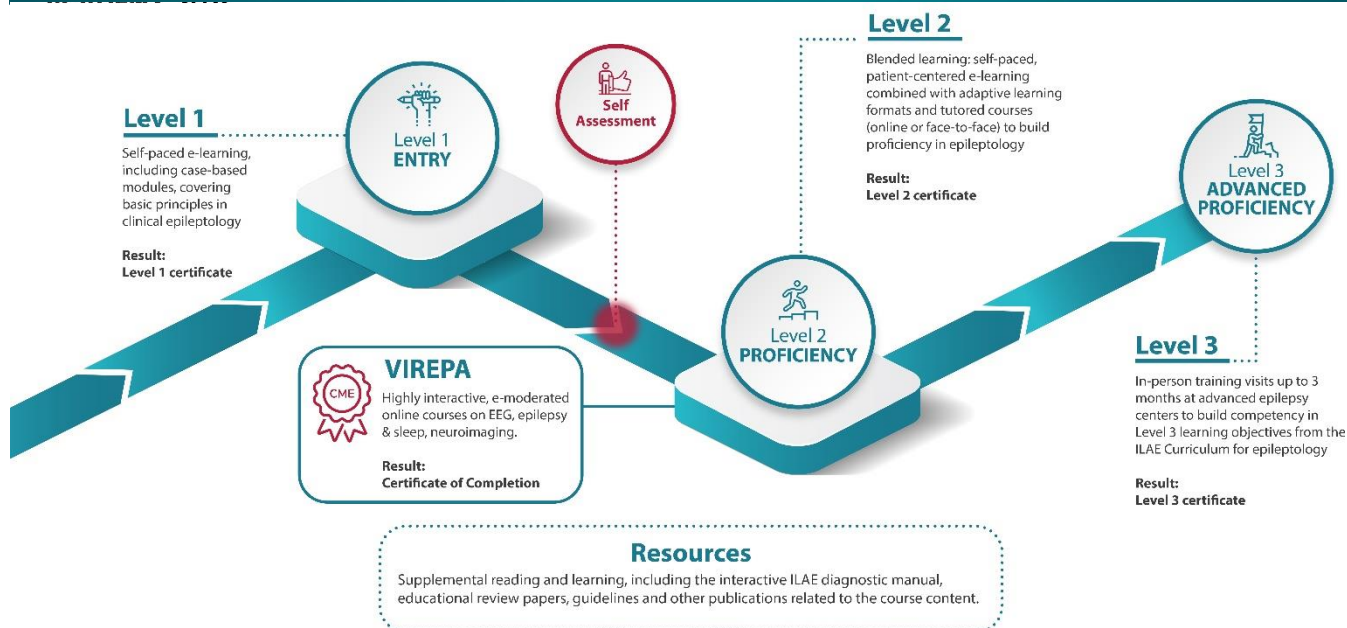 Level 1
Self-paced e-learning,
including case-based
modules, covering
basic principles in
clinical epileptology
Result:
Level 1 certificate
Level 1
ENTRY
Self
Assessment
Level 2
Blended learning: self-paced,
patient-centered e-learning
combined with adaptive learning
formats and tutored courses
(online or face-to-face) to build
proficiency in epileptology
Result:
Level 2 certificate
Level 3
ADVANCED
PROFICIENCY
Level 2
PROFICIENCY
CME
VIREPA
Highly interactive, e-moderated
online courses on EEG, epilepsy
& sleep, neuroimaging.
Result:
Certificate of Completion
Level 3
In-person training visits up to 3
months at advanced epilepsy
centers to build competency in
Level 3 learning objectives from the
ILAE Curriculum for epileptology
Result:
Level 3 certificate
Resources
Supplemental reading and learning, including the interactive ILAE diagnostic manual,
educational review papers, guidelines and other publications related to the course content.